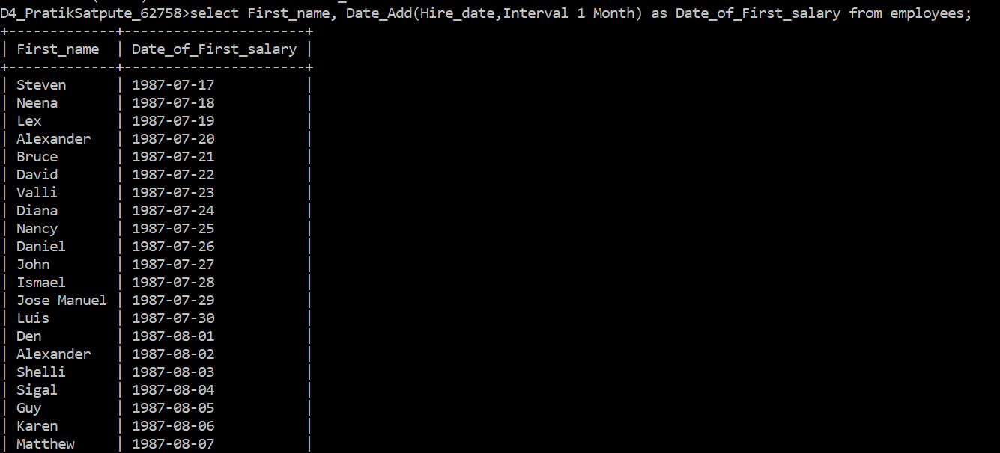 D4_PratikSatpute_62758>select First_name, Date_Add(Hire_date,Interval 1 Month) as Date_of_First_salary from employees;
+-------------+----------------------+
| First_name  | Date_of_First_salary |
+-------------+----------------------+
| Steven      | 1987-07-17           |
| Neena       | 1987-07-18           |
| Lex         | 1987-07-19           |
| Alexander   | 1987-07-20           |
| Bruce       | 1987-07-21           |
| David       | 1987-07-22           |
| Valli       | 1987-07-23           |
| Diana       | 1987-07-24           |
| Nancy       | 1987-07-25           |
| Daniel      | 1987-07-26           |
| John        | 1987-07-27           |
| Ismael      | 1987-07-28           |
| Jose Manuel | 1987-07-29           |
| Luis        | 1987-07-30           |
| Den         | 1987-08-01           |
| Alexander   | 1987-08-02           |
| Shelli      | 1987-08-03           |
| Sigal       | 1987-08-04           |
| Guy         | 1987-08-05           |
| Karen       | 1987-08-06           |
| Matthew     | 1987-08-07           |